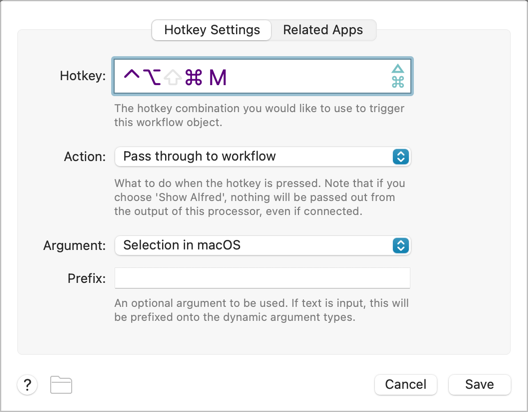 Hotkey Settings Related Apps
Hotkey: ⌃⌥⇧⌘ M
The hotkey combination you would like to use to trigger
this workflow object.
Action: Pass through to workflow
What to do when the hotkey is pressed. Note that if you
choose 'Show Alfred', nothing will be passed out from
the output of this processor, even if connected.
Argument: Selection in macOS
Prefix:
An optional argument to be used. If text is input, this will
be prefixed onto the dynamic argument types.
? Cancel Save